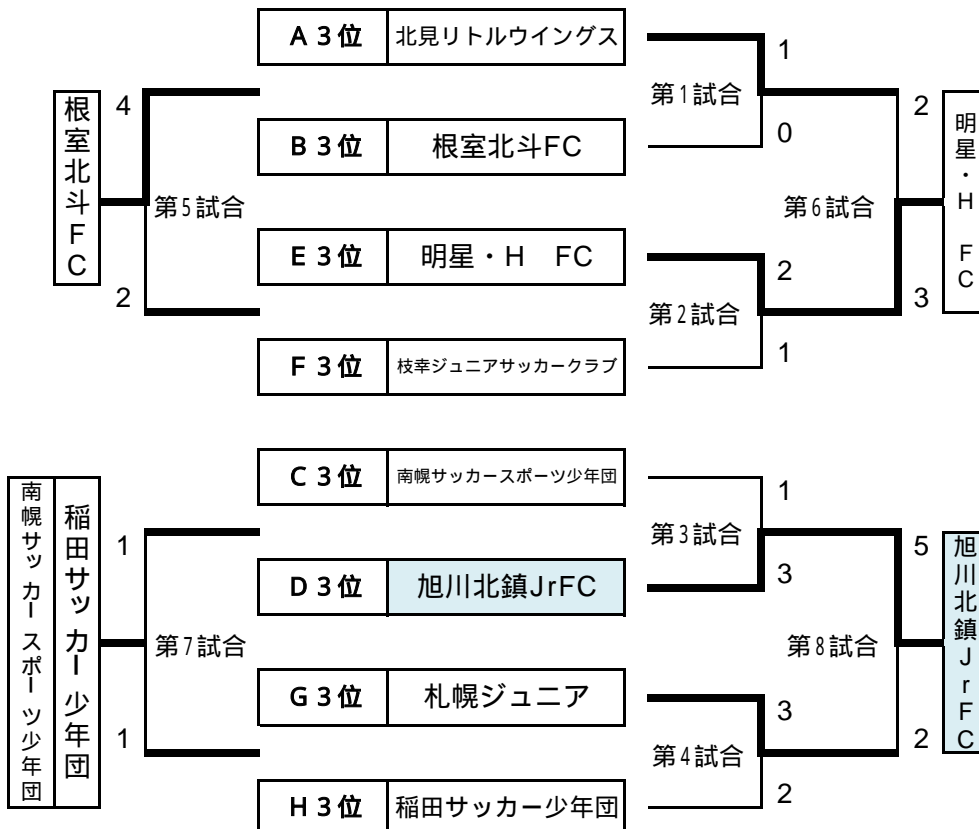 A 3位 北見リトルウイングス
1
第1試合
根室北斗FC
4
2
明星・H FC
B 3位 根室北斗FC
0
第5試合
第6試合
E 3位 明星・H FC
2
2
3
第2試合
F 3位 枝幸ジュニアサッカークラブ
1
C 3位 南幌サッカースポーツ少年団
1
南幌サッカースポーツ少年団
稲田サッカー少年団
1
第3試合
5
旭川北鎮JrFC
D 3位 旭川北鎮JrFC
3
第7試合
第8試合
G 3位 札幌ジュニア
3
1
2
第4試合
H 3位 稲田サッカー少年団
2